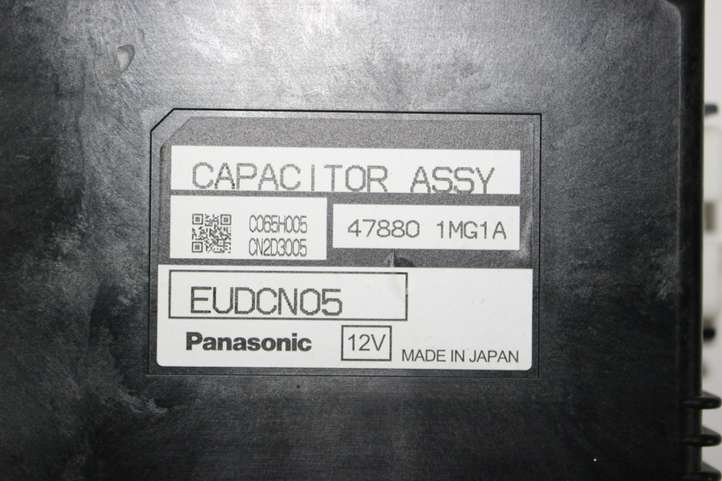 CAPACITOR ASSY
C065H005
CN2D3005
47880 1MG1A
EUDCN05
Panasonic 12V MADE IN JAPAN